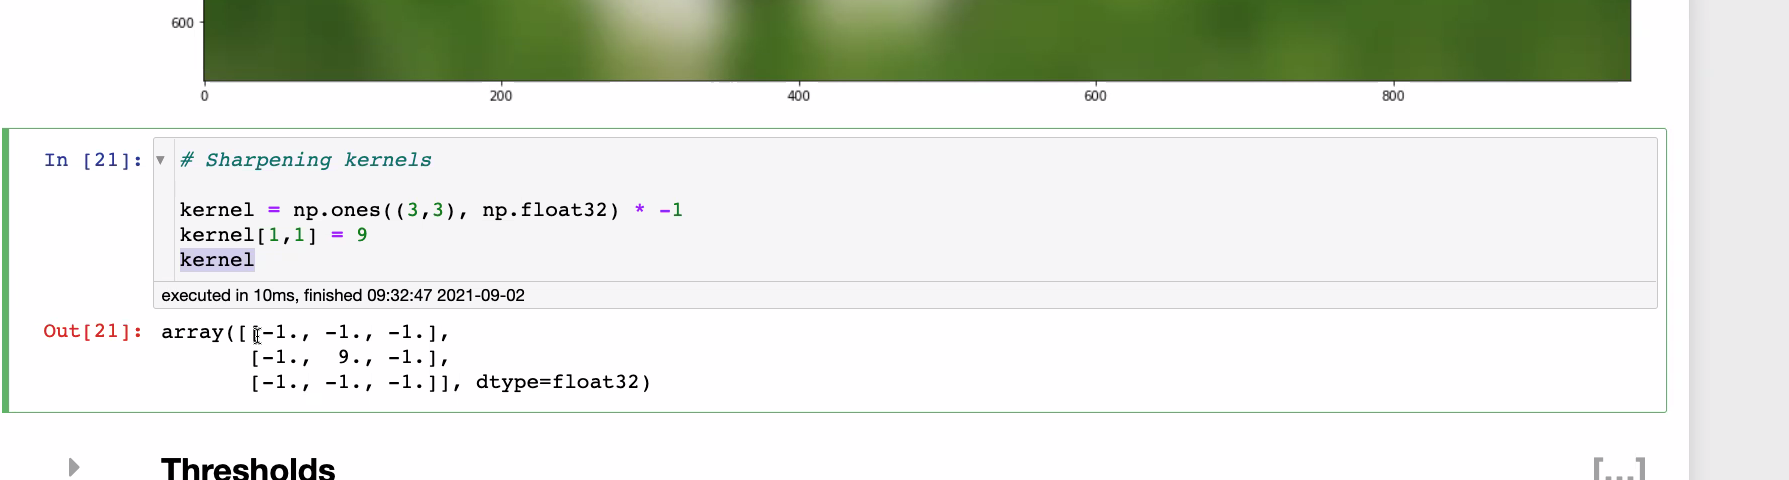 600
0 200 400 600 800
In [21]: # Sharpening kernels
kernel = np.ones((3,3), np.float32) * -1
kernel[1,1] = 9
kernel
executed in 10ms, finished 09:32:47 2021-09-02
Out[21]: array([[-1., -1., -1.],
[-1., 9., -1.],
[-1., -1., -1.]], dtype=float32)
Thresholds [...]